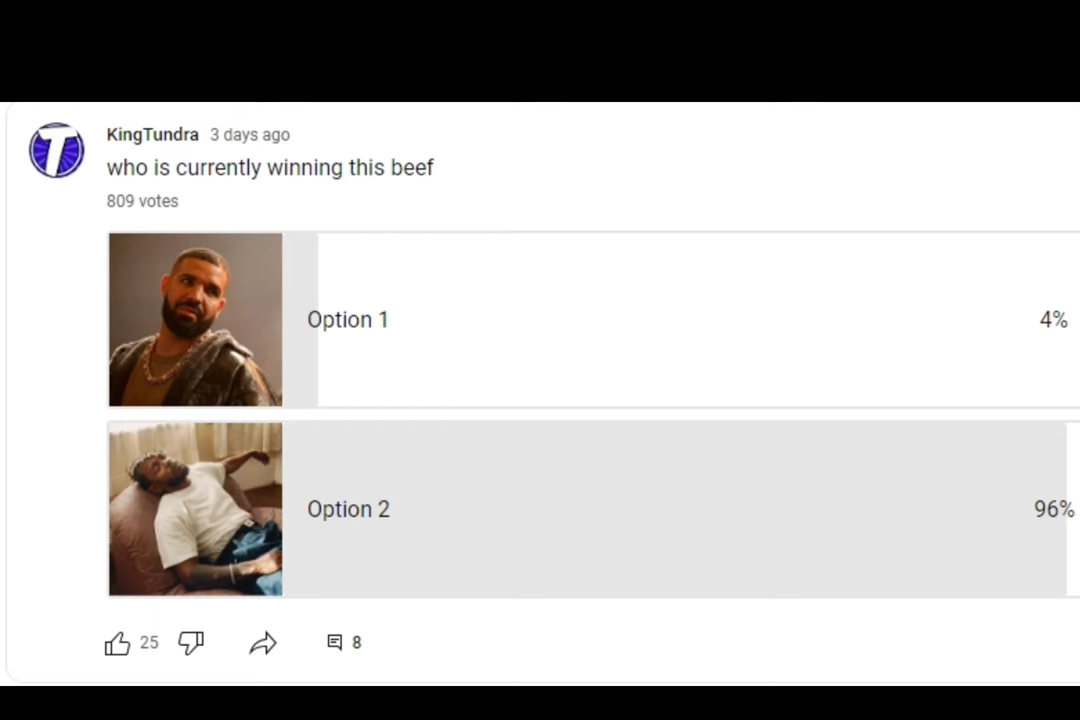 T
KingTundra 3 days ago
who is currently winning this beef
809 votes
Option 1 4%
Option 2 96%
25 8